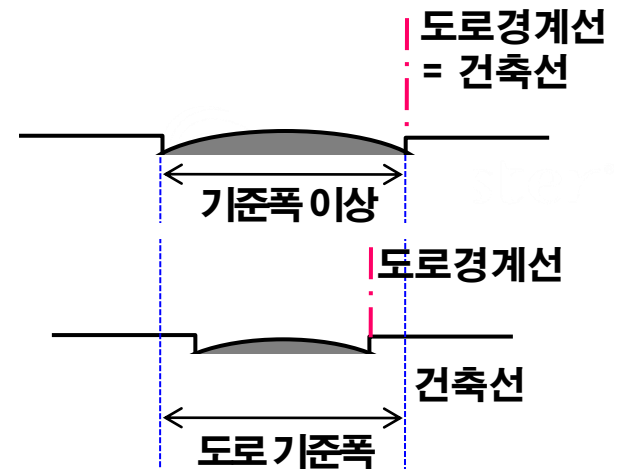 도로경계선
= 건축선
기준폭 이상
도로경계선
건축선
도로 기준폭